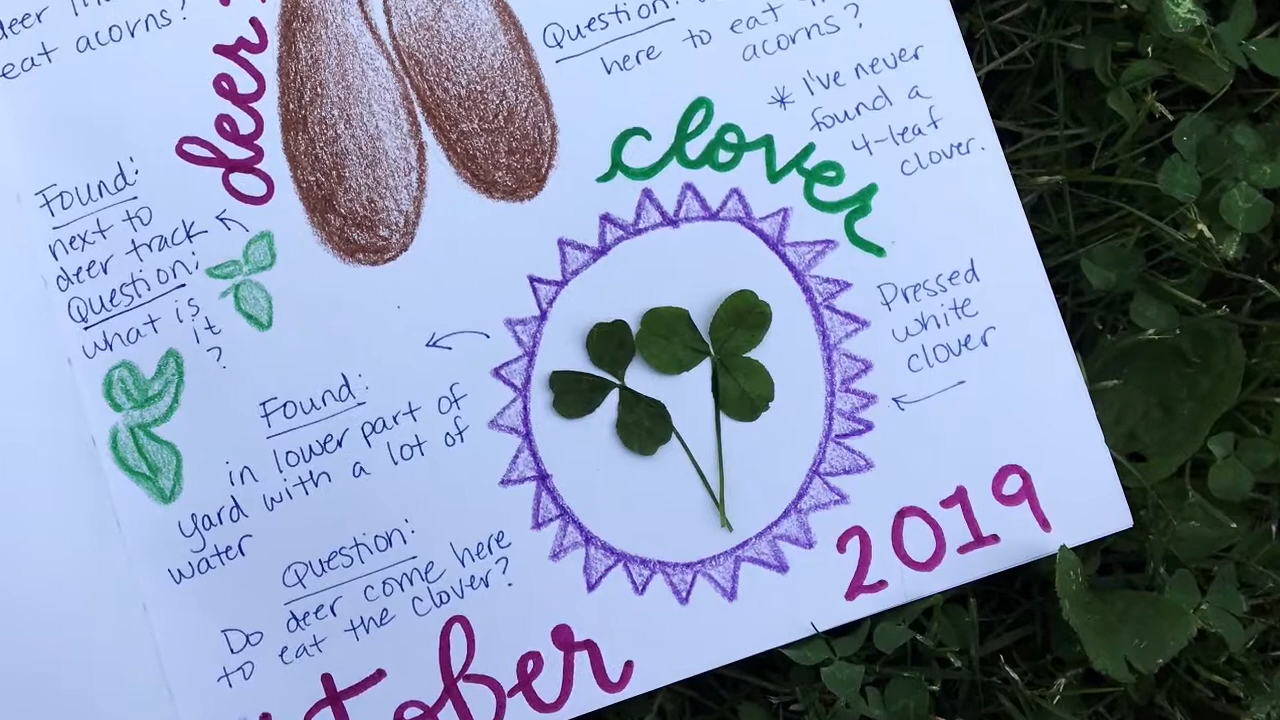 eat acorns?
deer
Question:
here to eat
acorns?
* I've never
found a
4-leaf
clover.
clover
Found:
next to
deer track
Question:
what is
it
?
Pressed
white
clover
Found:
in lower part of
yard with a lot of
water
Question:
Do deer come here
to eat the clover?
2019
tober